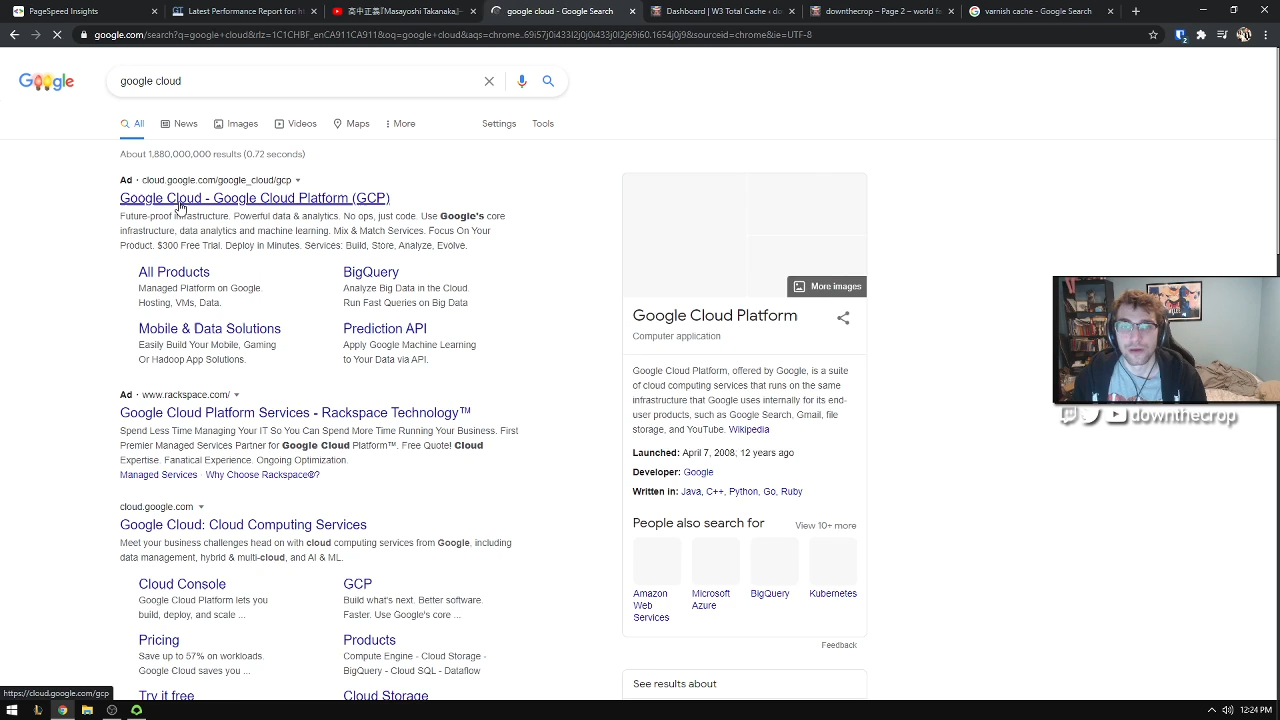 PageSpeed Insights
Latest Performance Report for ht
高中正義『Masayoshi Takanaka』
google cloud - Google Search
Dashboard | W3 Total Cache ‹ do
downthecrop – Page 2 – world fa
varnish cache - Google Search
google.com/search?q=google+cloud&rlz=1C1CHBF_enCA911CA911&oq=google+cloud&aqs=chrome..69i57j0i433l2j0j0i433j0l2j69i60.1654j0j9&sourceid=chrome&ie=UTF-8
google cloud
All
News
Images
Videos
Maps
More
Settings
Tools
About 1,880,000,000 results (0.72 seconds)
Ad · cloud.google.com/google_cloud/gcp
Google Cloud - Google Cloud Platform (GCP)
Future-proof infrastructure. Powerful data & analytics. No ops, just code. Use Google's core
infrastructure, data analytics and machine learning. Mix & Match Services. Focus On Your
Product. $300 Free Trial. Deploy in Minutes. Services: Build, Store, Analyze, Evolve.
All Products
Managed Platform on Google.
Hosting, VMs, Data.
BigQuery
Analyze Big Data in the Cloud.
Run Fast Queries on Big Data
Mobile & Data Solutions
Easily Build Your Mobile, Gaming
Or Hadoop App Solutions.
Prediction API
Apply Google Machine Learning
to Your Data via API.
Ad · www.rackspace.com/
Google Cloud Platform Services - Rackspace Technology™
Spend Less Time Managing Your IT So You Can Spend More Time Running Your Business. First
Premier Managed Services Partner for Google Cloud Platform™. Free Quote! Cloud
Expertise. Fanatical Experience. Ongoing Optimization.
Managed Services · Why Choose Rackspace®?
cloud.google.com
Google Cloud: Cloud Computing Services
Meet your business challenges head on with cloud computing services from Google, including
data management, hybrid & multi-cloud, and AI & ML.
Cloud Console
Google Cloud Platform lets you
build, deploy, and scale ...
GCP
Build what's next. Better software.
Faster. Use Google's core ...
Pricing
Save up to 57% on workloads.
Google Cloud saves you ...
Products
Compute Engine - Cloud Storage -
BigQuery - Cloud SQL - Dataflow
Try it free
Cloud Storage
More images
Google Cloud Platform
Computer application
Google Cloud Platform, offered by Google, is a suite
of cloud computing services that runs on the same
infrastructure that Google uses internally for its end-
user products, such as Google Search, Gmail, file
storage, and YouTube. Wikipedia
Launched: April 7, 2008; 12 years ago
Developer: Google
Written in: Java, C++, Python, Go, Ruby
People also search for
View 10+ more
Amazon
Web
Services
Microsoft
Azure
BigQuery
Kubernetes
Feedback
See results about
downthecrop
https://cloud.google.com/gcp
12:24 PM